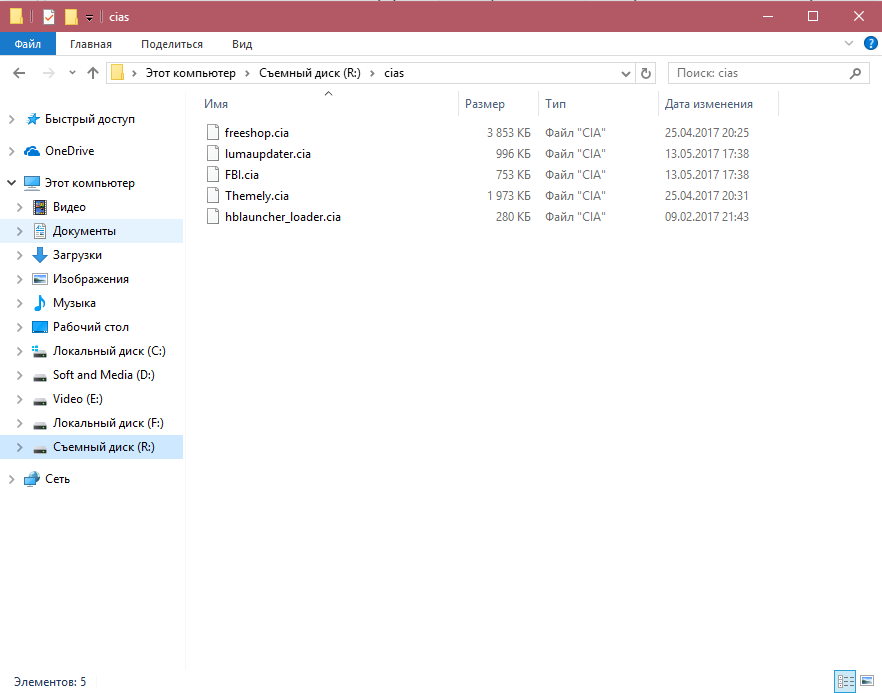 cias
Файл Главная Поделиться Вид
Этот компьютер Съемный диск (R:) cias Поиск: cias
Имя Размер Тип Дата изменения
freeshop.cia 3 853 КБ Файл "CIA" 25.04.2017 20:25
lumaupdater.cia 996 КБ Файл "CIA" 13.05.2017 17:38
FBI.cia 753 КБ Файл "CIA" 13.05.2017 17:38
Themely.cia 1 973 КБ Файл "CIA" 25.04.2017 20:31
hblauncher_loader.cia 280 КБ Файл "CIA" 09.02.2017 21:43
Быстрый доступ
OneDrive
Этот компьютер
Видео
Документы
Загрузки
Изображения
Музыка
Рабочий стол
Локальный диск (C:)
Soft and Media (D:)
Video (E:)
Локальный диск (F:)
Съемный диск (R:)
Сеть
Элементов: 5